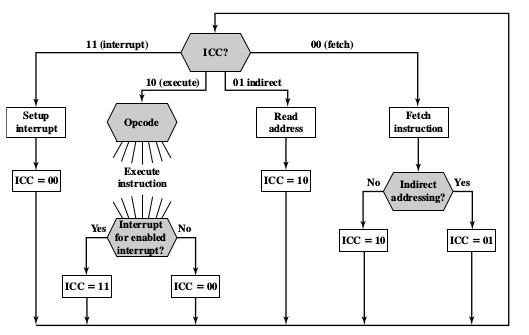 ICC?
11 (interrupt)
00 (fetch)
10 (execute)
01 indirect
Setup
interrupt
Opcode
Read
address
Fetch
instruction
Execute
instruction
ICC = 00
ICC = 10
No
Indirect
addressing?
Yes
Yes
Interrupt
for enabled
interrupt?
No
ICC = 10
ICC = 01
ICC = 11
ICC = 00